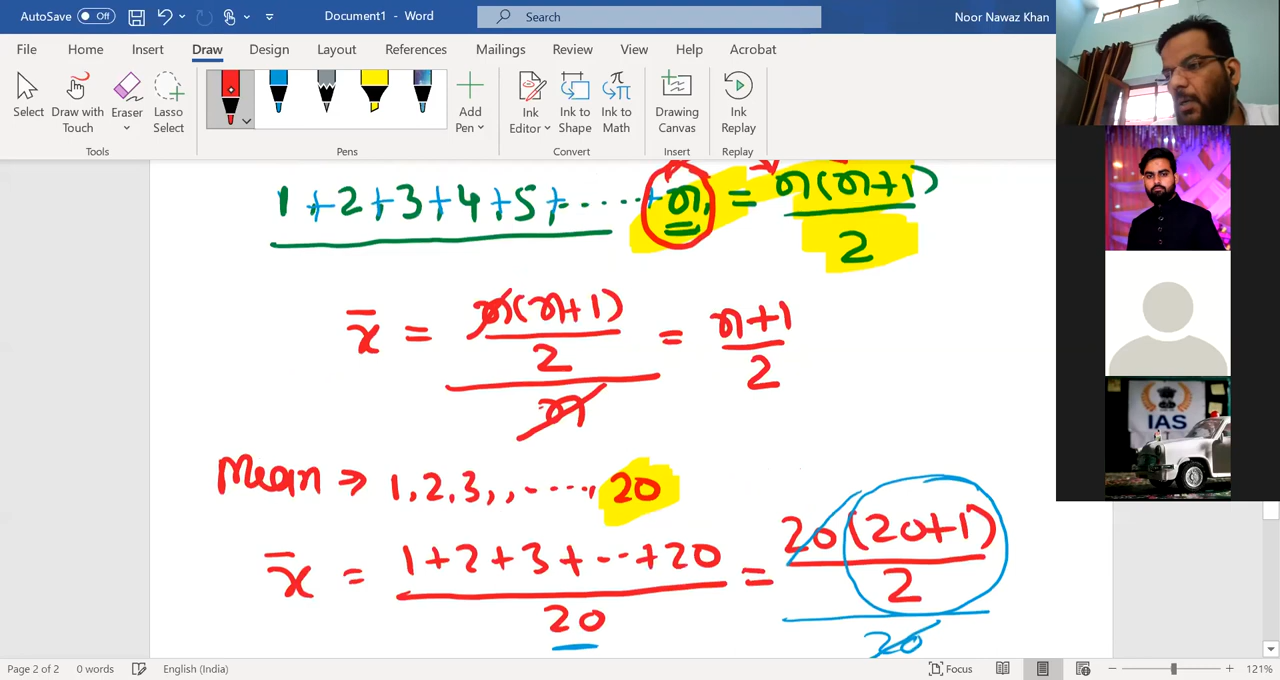 AutoSave Off Document1 - Word Search Noor Nawaz Khan
File Home Insert Draw Design Layout References Mailings Review View Help Acrobat
Select Draw with Touch Eraser Lasso Select Add Pen Ink Editor Ink to Shape Ink to Math Drawing Canvas Ink Replay
Tools Pens Convert Insert Replay
1+2+3+4+5+.....+n = n(n+1)/2
x̄ = (n(n+1)/2)/n = (n+1)/2
Mean ⇒ 1,2,3,,....., 20
x̄ = (1+2+3+...+20)/20 = (20(20+1)/2)/20
IAS
Page 2 of 2 0 words English (India) Focus 121%